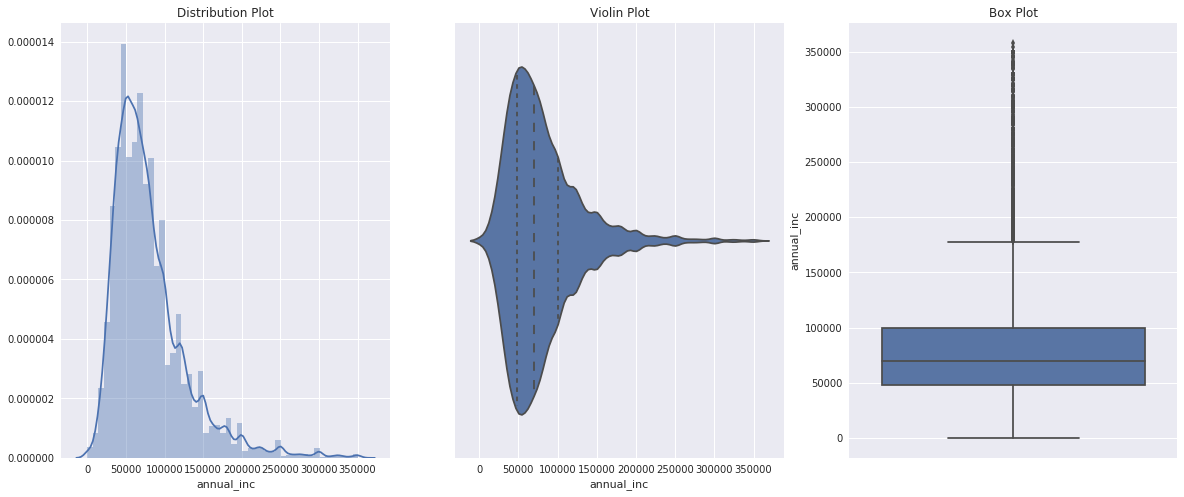 Distribution Plot
0.000014
0.000012
0.000010
0.000008
0.000006
0.000004
0.000002
0.000000
0 50000 100000 150000 200000 250000 300000 350000
annual_inc
Violin Plot
0 50000 100000 150000 200000 250000 300000 350000
annual_inc
Box Plot
annual_inc
350000
300000
250000
200000
150000
100000
50000
0